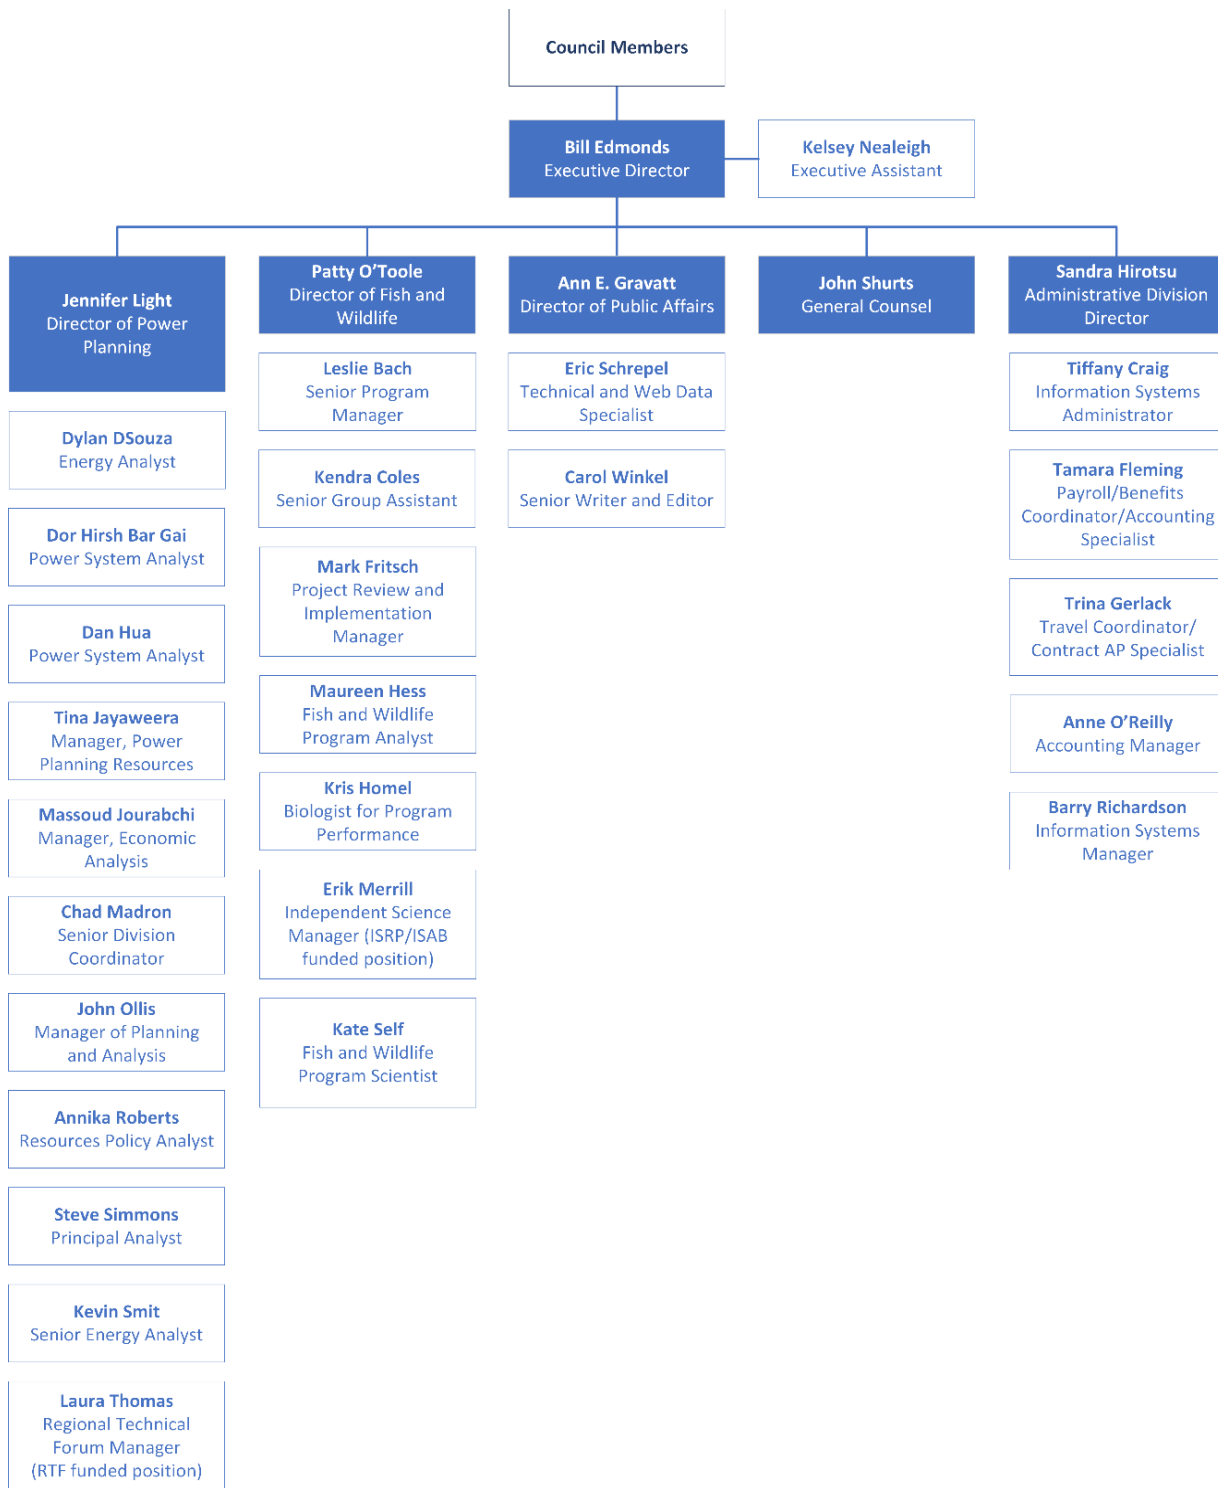 Council Members
Bill Edmonds
Executive Director
Kelsey Nealeigh
Executive Assistant
Jennifer Light
Director of Power
Planning
Dylan DSouza
Energy Analyst
Dor Hirsh Bar Gai
Power System Analyst
Dan Hua
Power System Analyst
Tina Jayaweera
Manager, Power
Planning Resources
Massoud Jourabchi
Manager, Economic
Analysis
Chad Madron
Senior Division
Coordinator
John Ollis
Manager of Planning
and Analysis
Annika Roberts
Resources Policy Analyst
Steve Simmons
Principal Analyst
Kevin Smit
Senior Energy Analyst
Laura Thomas
Regional Technical
Forum Manager
(RTF funded position)
Patty O’Toole
Director of Fish and
Wildlife
Leslie Bach
Senior Program
Manager
Kendra Coles
Senior Group Assistant
Mark Fritsch
Project Review and
Implementation
Manager
Maureen Hess
Fish and Wildlife
Program Analyst
Kris Homel
Biologist for Program
Performance
Erik Merrill
Independent Science
Manager (ISRP/ISAB
funded position)
Kate Self
Fish and Wildlife
Program Scientist
Ann E. Gravatt
Director of Public Affairs
Eric Schrepel
Technical and Web Data
Specialist
Carol Winkel
Senior Writer and Editor
John Shurts
General Counsel
Sandra Hirotsu
Administrative Division
Director
Tiffany Craig
Information Systems
Administrator
Tamara Fleming
Payroll/Benefits
Coordinator/Accounting
Specialist
Trina Gerlack
Travel Coordinator/
Contract AP Specialist
Anne O’Reilly
Accounting Manager
Barry Richardson
Information Systems
Manager